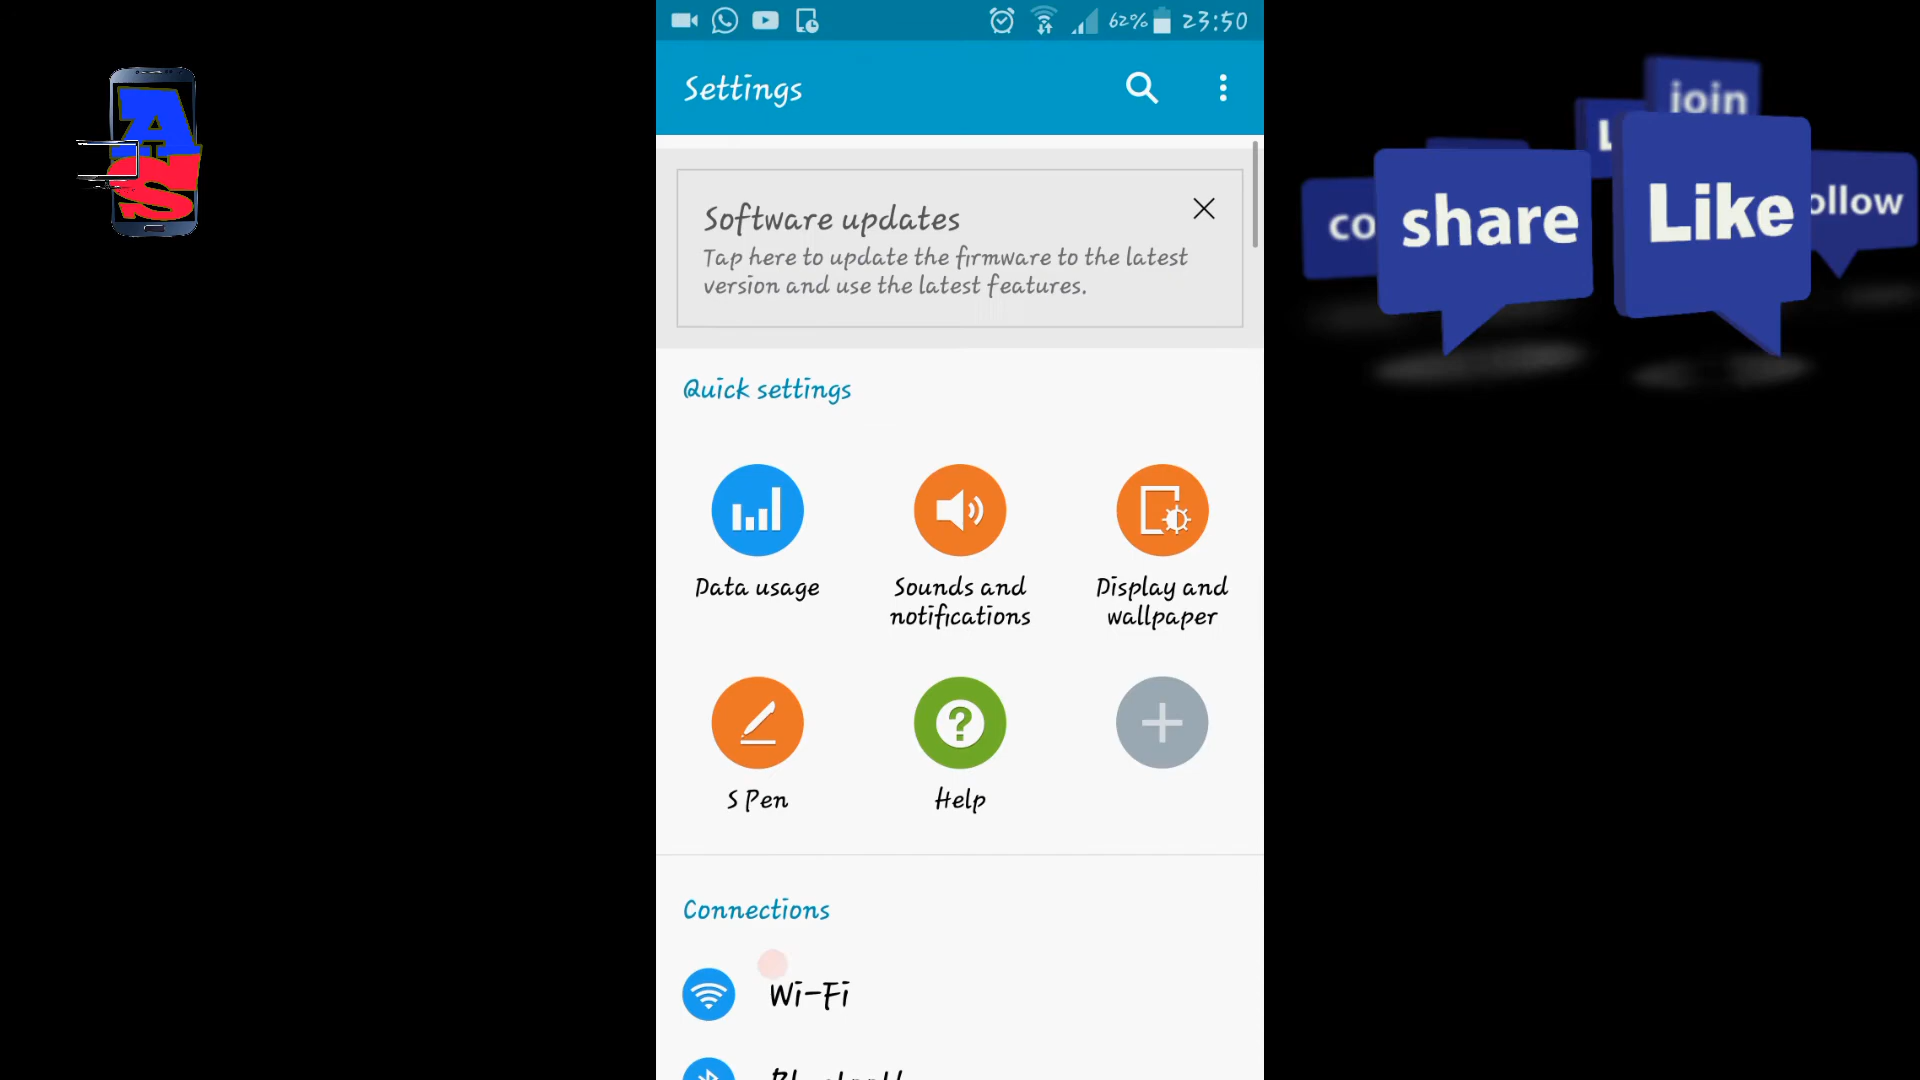 62% 23:50
Settings
Software updates
Tap here to update the firmware to the latest
version and use the latest features.
Quick settings
Data usage
Sounds and
notifications
Display and
wallpaper
S Pen
Help
Connections
Wi-Fi
A
T
S
join
L
co
share
Like
ollow